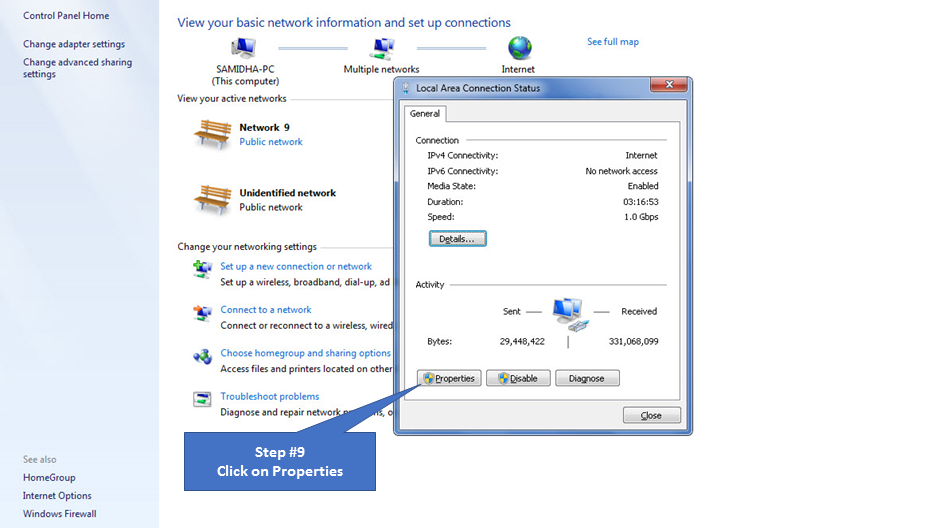 Control Panel Home
Change adapter settings
Change advanced sharing
settings
View your basic network information and set up connections
See full map
SAMIDHA-PC
(This computer)
Multiple networks
Internet
View your active networks
Network 9
Public network
Unidentified network
Public network
Change your networking settings
Set up a new connection or network
Set up a wireless, broadband, dial-up, ad
Connect to a network
Connect or reconnect to a wireless, wired
Choose homegroup and sharing options
Access files and printers located on other
Troubleshoot problems
Diagnose and repair network
Local Area Connection Status
General
Connection
IPv4 Connectivity: Internet
IPv6 Connectivity: No network access
Media State: Enabled
Duration: 03:16:53
Speed: 1.0 Gbps
Details...
Activity
Sent Received
Bytes: 29,448,422 331,068,099
Properties Disable Diagnose
Close
Step #9
Click on Properties
See also
HomeGroup
Internet Options
Windows Firewall